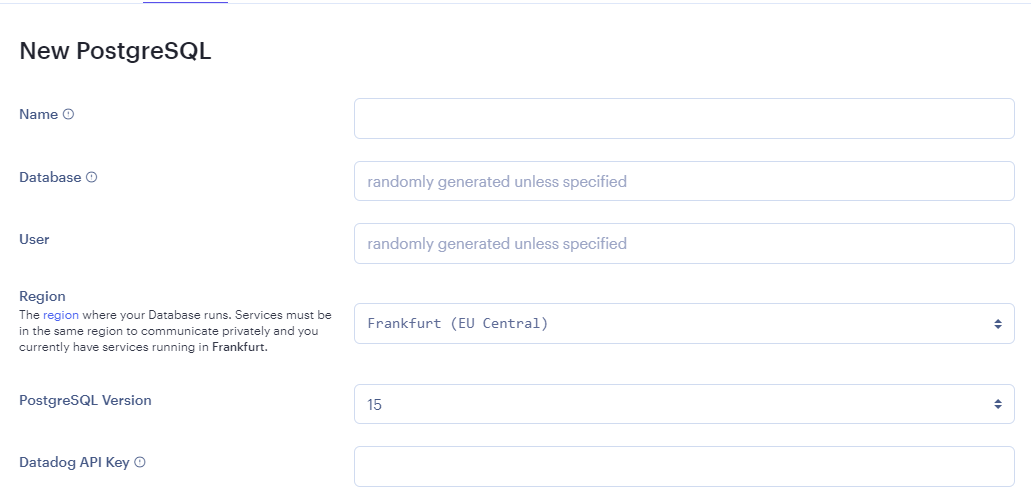 New PostgreSQL
Name
Database
randomly generated unless specified
User
randomly generated unless specified
Region
The region where your Database runs. Services must be
in the same region to communicate privately and you
currently have services running in Frankfurt.
Frankfurt (EU Central)
PostgreSQL Version
15
Datadog API Key